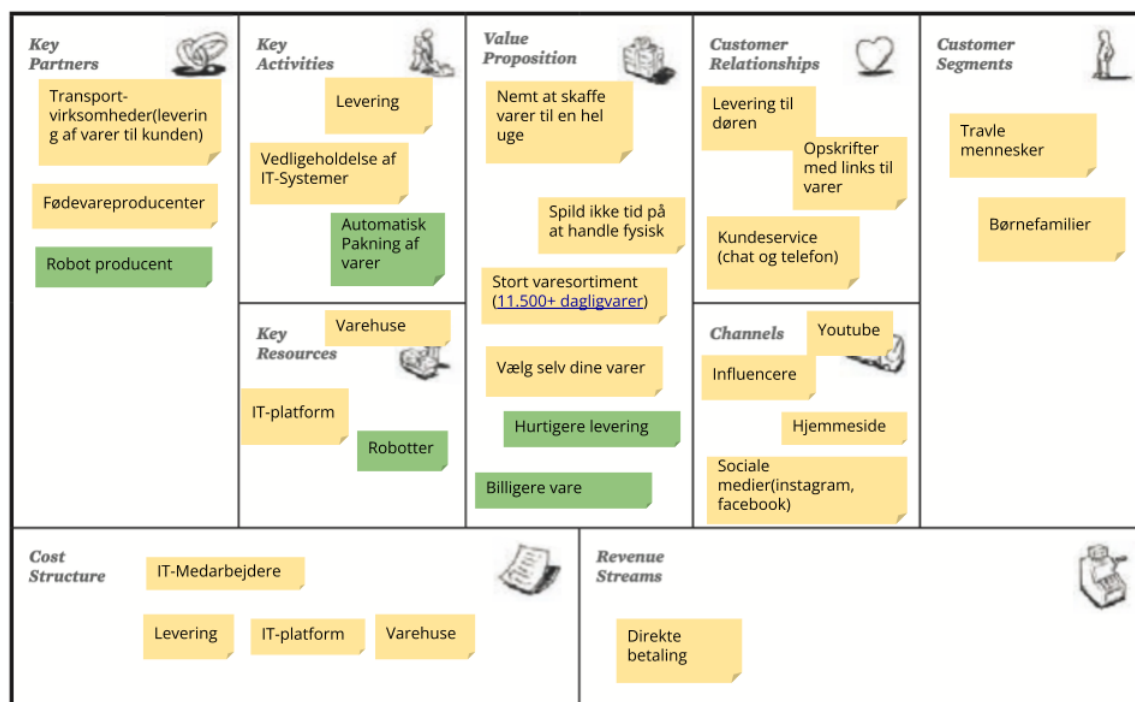 Key
Partners
Transport-
virksomheder(leverin
g af varer til kunden)
Fødevareproducenter
Robot producent
Key
Activities
Levering
Vedligeholdelse af
IT-Systemer
Automatisk
Pakning af
varer
Key
Resources
Varehuse
IT-platform
Robotter
Value
Proposition
Nemt at skaffe
varer til en hel
uge
Spild ikke tid på
at handle fysisk
Stort varesortiment
(11.500+ dagligvarer)
Vælg selv dine varer
Hurtigere levering
Billigere vare
Customer
Relationships
Levering til
døren
Opskrifter
med links til
varer
Kundeservice
(chat og telefon)
Channels
Youtube
Influencere
Hjemmeside
Sociale
medier(instagram,
facebook)
Customer
Segments
Travle
mennesker
Børnefamilier
Cost
Structure
IT-Medarbejdere
Levering
IT-platform
Varehuse
Revenue
Streams
Direkte
betaling